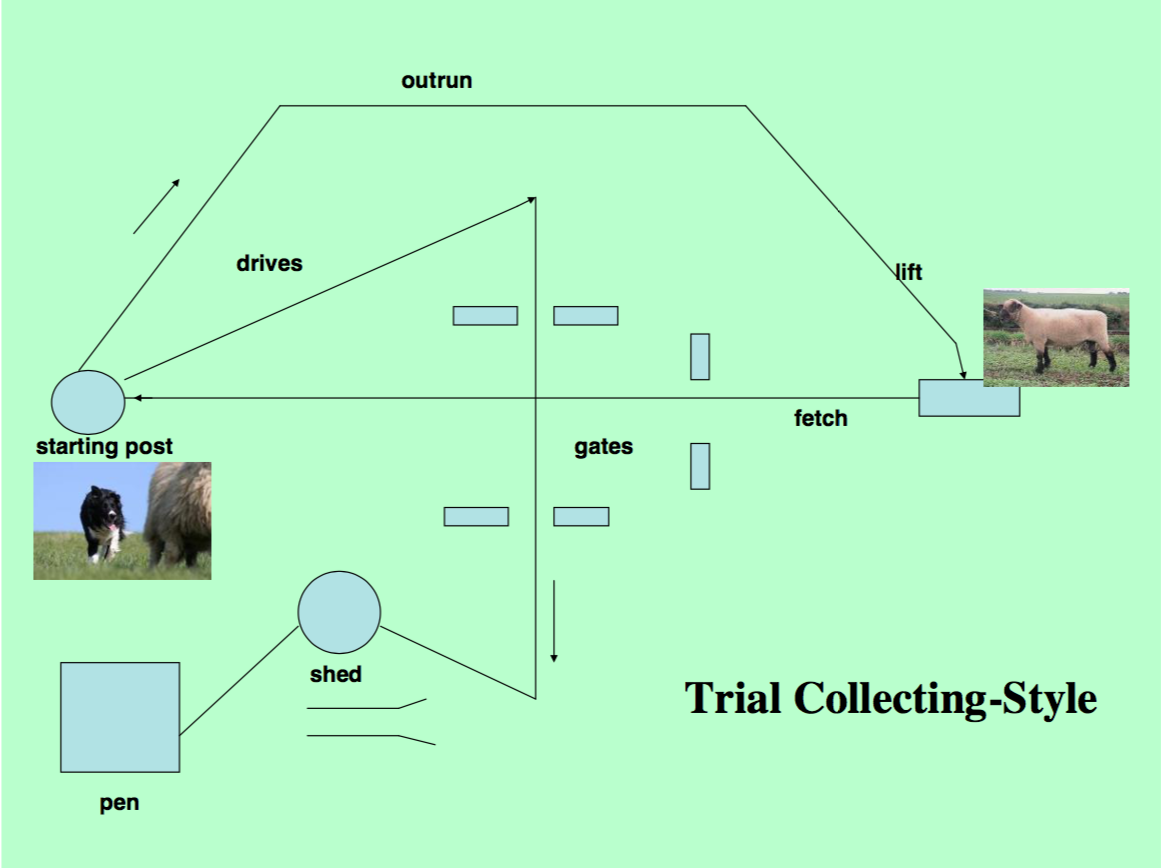 outrun
drives
lift
fetch
starting post
gates
shed
Trial Collecting-Style
pen